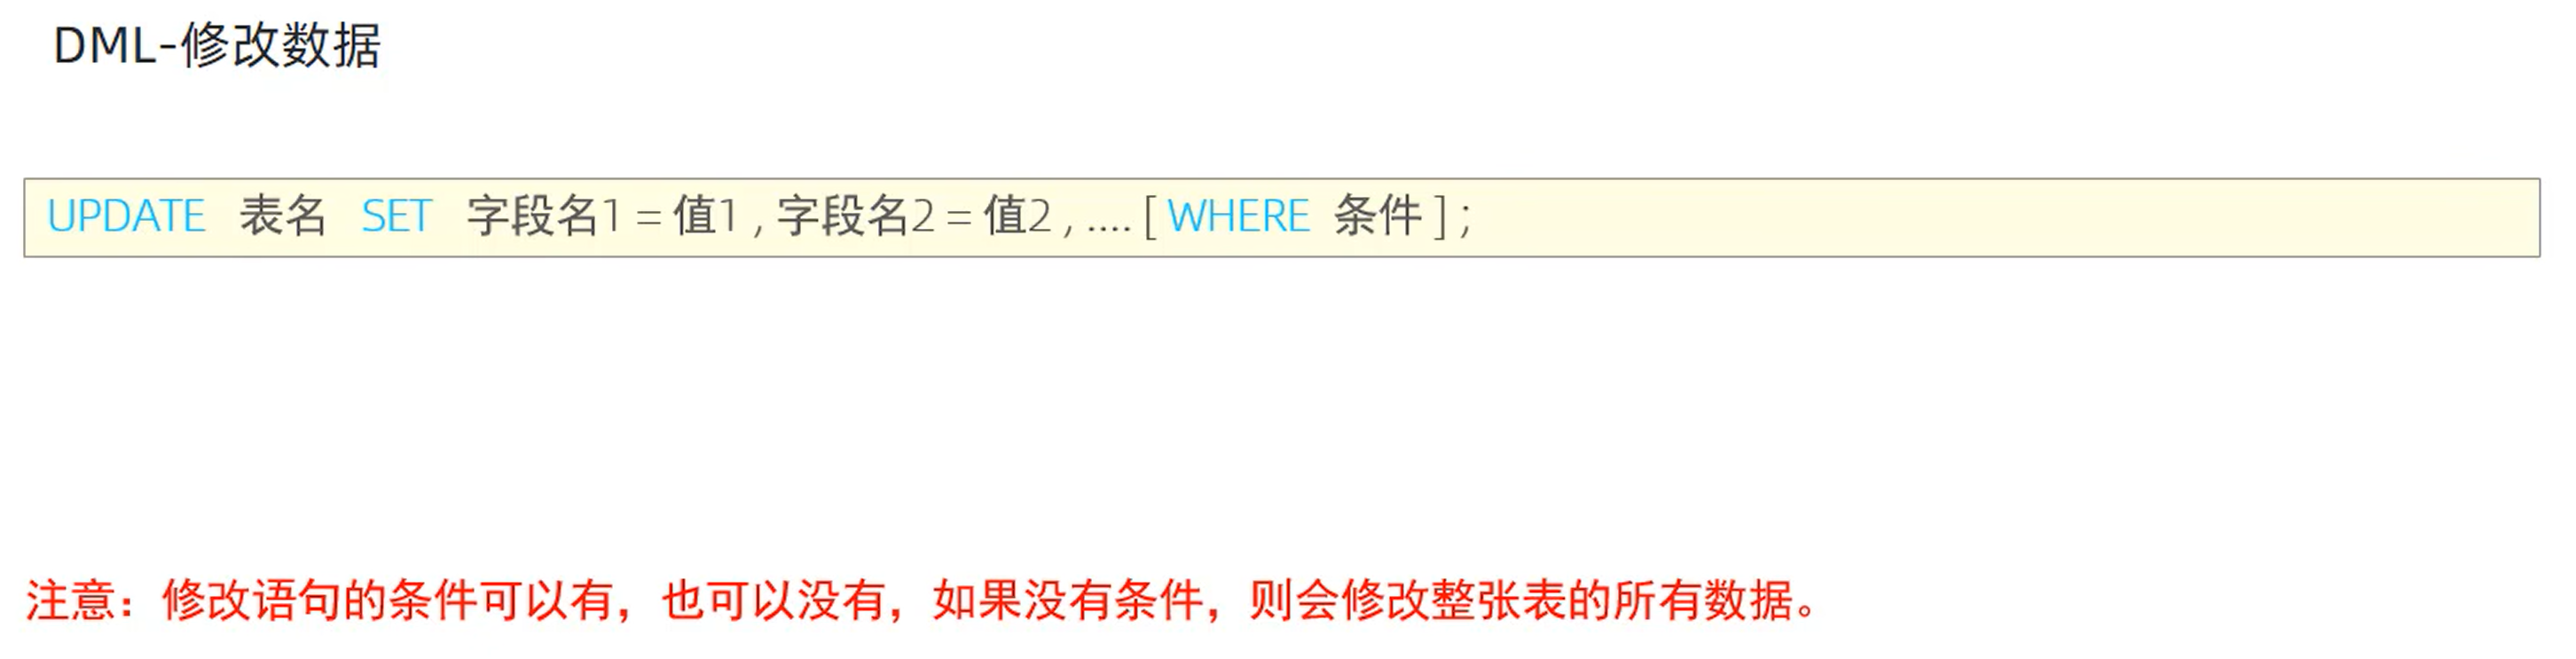 DML-修改数据
UPDATE 表名 SET 字段名1 = 值1 , 字段名2 = 值2 , .... [ WHERE 条件 ] ;
注意：修改语句的条件可以有，也可以没有，如果没有条件，则会修改整张表的所有数据。